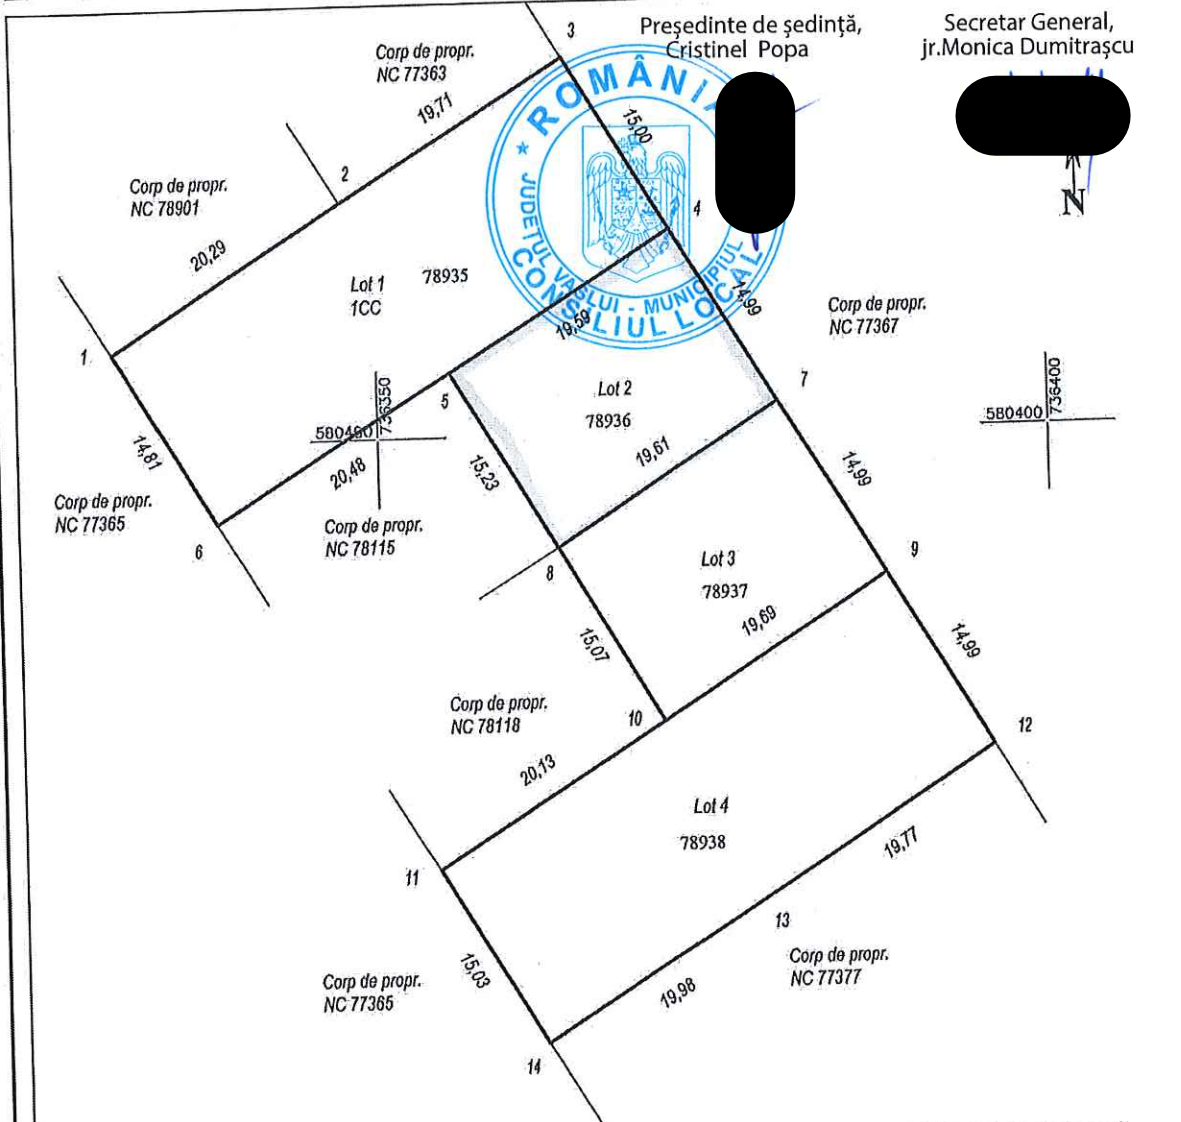 Președinte de ședință,
Cristinel Popa
Secretar General,
jr.Monica Dumitrașcu
N
ROMÂNIA
JUDEȚUL VASLUI - MUNICIPIUL
CONSILIUL LOCAL
3
Corp de propr.
NC 77363
19,71
15,00
2
Corp de propr.
NC 78901
20,29
4
Lot 1
1CC
78935
14,99
19,59
Corp de propr.
NC 77367
1
7
5
Lot 2
78936
736350
736400
580400
14,81
20,48
15,23
19,61
14,99
Corp de propr.
NC 77365
6
Corp de propr.
NC 78115
8
9
Lot 3
78937
19,69
15,07
14,99
Corp de propr.
NC 78118
10
12
20,13
Lot 4
78938
19,77
11
13
Corp de propr.
NC 77377
15,03
19,98
Corp de propr.
NC 77365
14